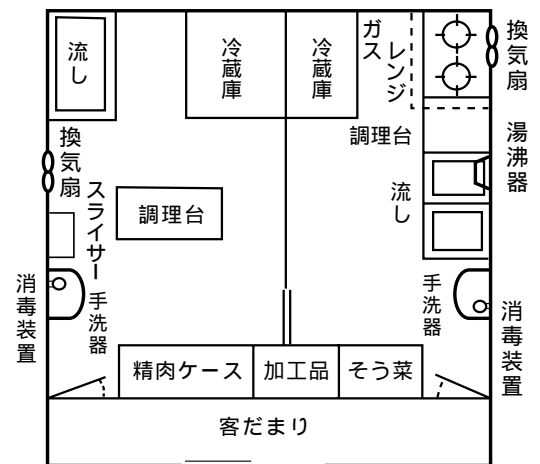 流し
冷蔵庫
冷蔵庫
ガス
レンジ
換気扇
調理台
湯沸器
換気扇
スライサー
調理台
流し
消毒装置
手洗器
手洗器
消毒装置
精肉ケース
加工品
そう菜
客だまり